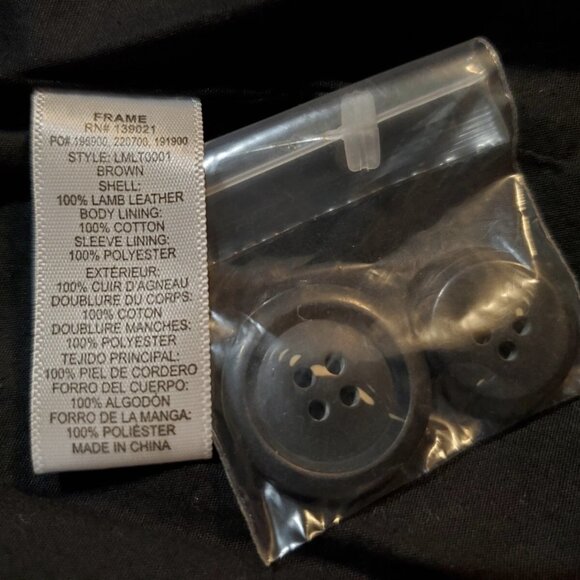 FRAME
RN# 139021
PO# 196900, 220700, 191900
STYLE: LMLT0001
BROWN
SHELL:
100% LAMB LEATHER
BODY LINING:
100% COTTON
SLEEVE LINING:
100% POLYESTER
EXTÉRIEUR:
100% CUIR D'AGNEAU
DOUBLURE DU CORPS:
100% COTON
DOUBLURE MANCHES:
100% POLYESTER
TEJIDO PRINCIPAL:
100% PIEL DE CORDERO
FORRO DEL CUERPO:
100% ALGODÓN
FORRO DE LA MANGA:
100% POLIÉSTER
MADE IN CHINA